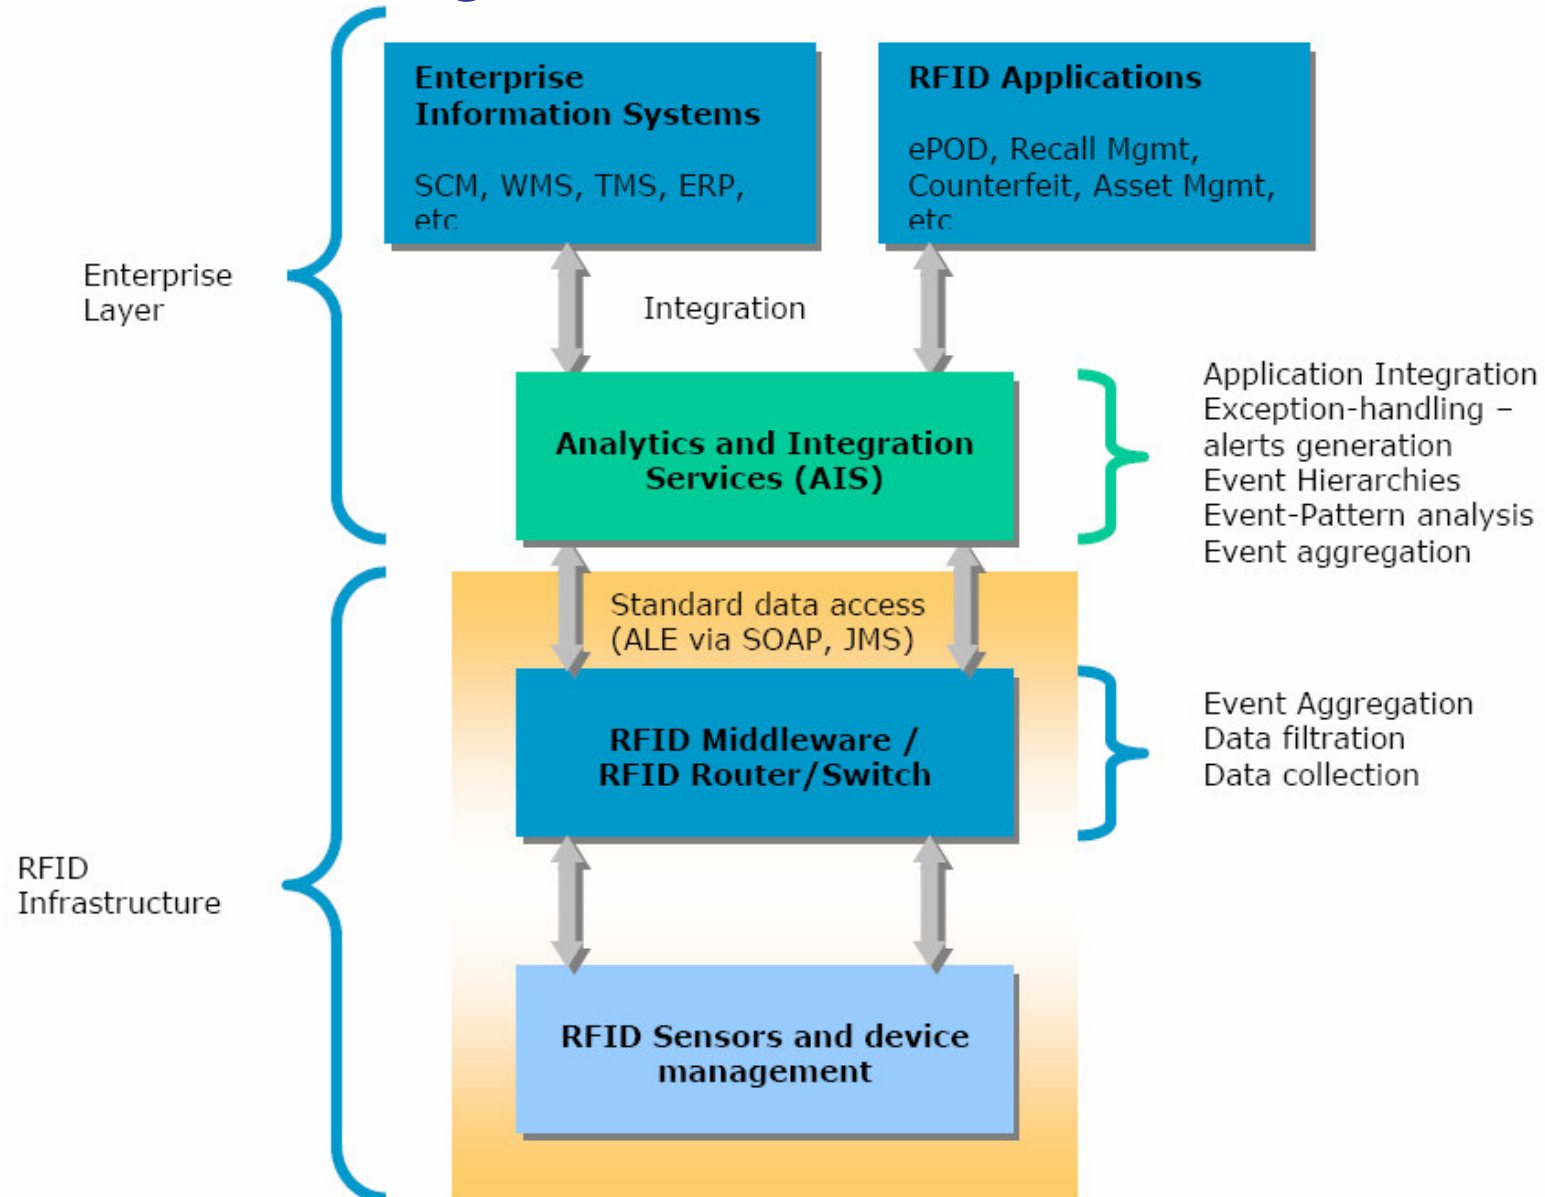 Enterprise
Information Systems
SCM, WMS, TMS, ERP,
etc
RFID Applications
ePOD, Recall Mgmt,
Counterfeit, Asset Mgmt,
etc
Enterprise
Layer
Integration
Analytics and Integration
Services (AIS)
Application Integration
Exception-handling –
alerts generation
Event Hierarchies
Event-Pattern analysis
Event aggregation
Standard data access
(ALE via SOAP, JMS)
RFID Middleware /
RFID Router/Switch
Event Aggregation
Data filtration
Data collection
RFID
Infrastructure
RFID Sensors and device
management